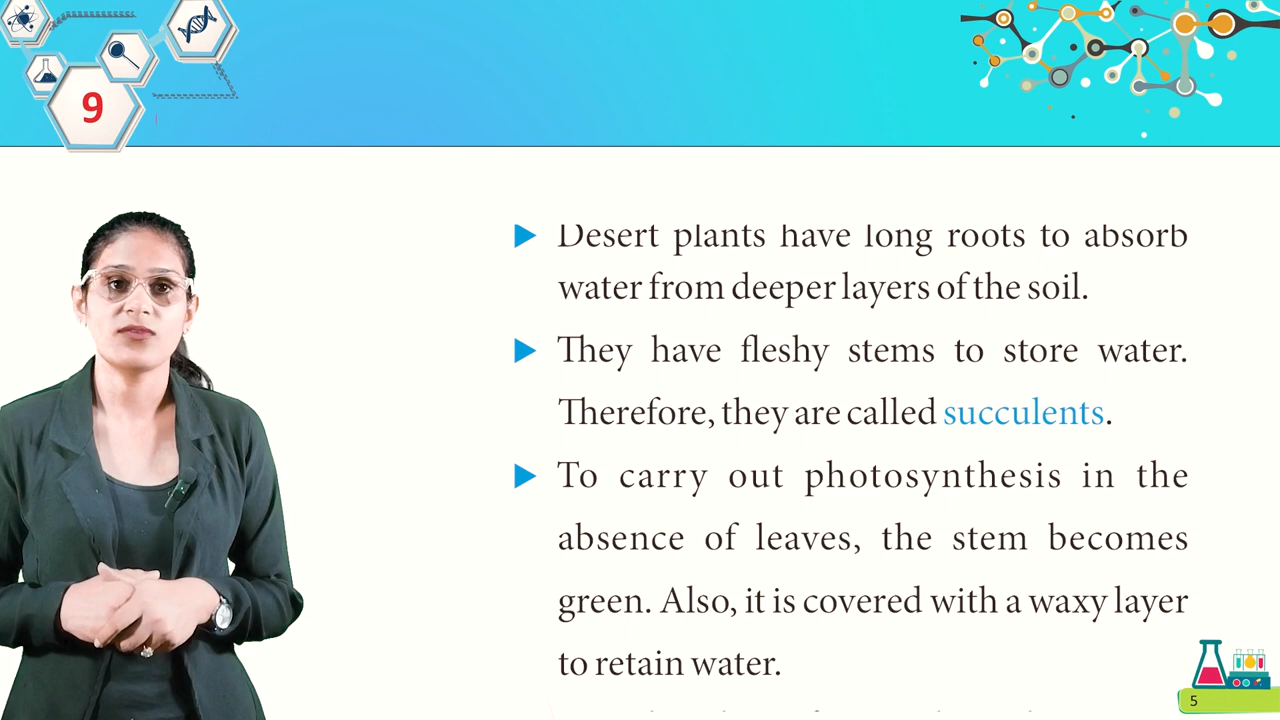 9
Desert plants have long roots to absorb
water from deeper layers of the soil.
They have fleshy stems to store water.
Therefore, they are called succulents.
To carry out photosynthesis in the
absence of leaves, the stem becomes
green. Also, it is covered with a waxy layer
to retain water.
5